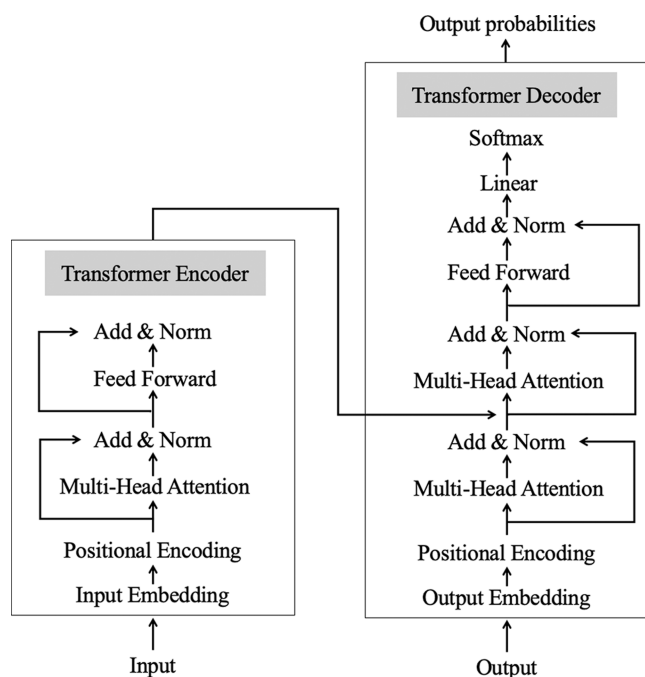 Output probabilities
Transformer Decoder
Softmax
Linear
Add & Norm
Feed Forward
Add & Norm
Multi-Head Attention
Add & Norm
Multi-Head Attention
Positional Encoding
Output Embedding
Output
Transformer Encoder
Add & Norm
Feed Forward
Add & Norm
Multi-Head Attention
Positional Encoding
Input Embedding
Input